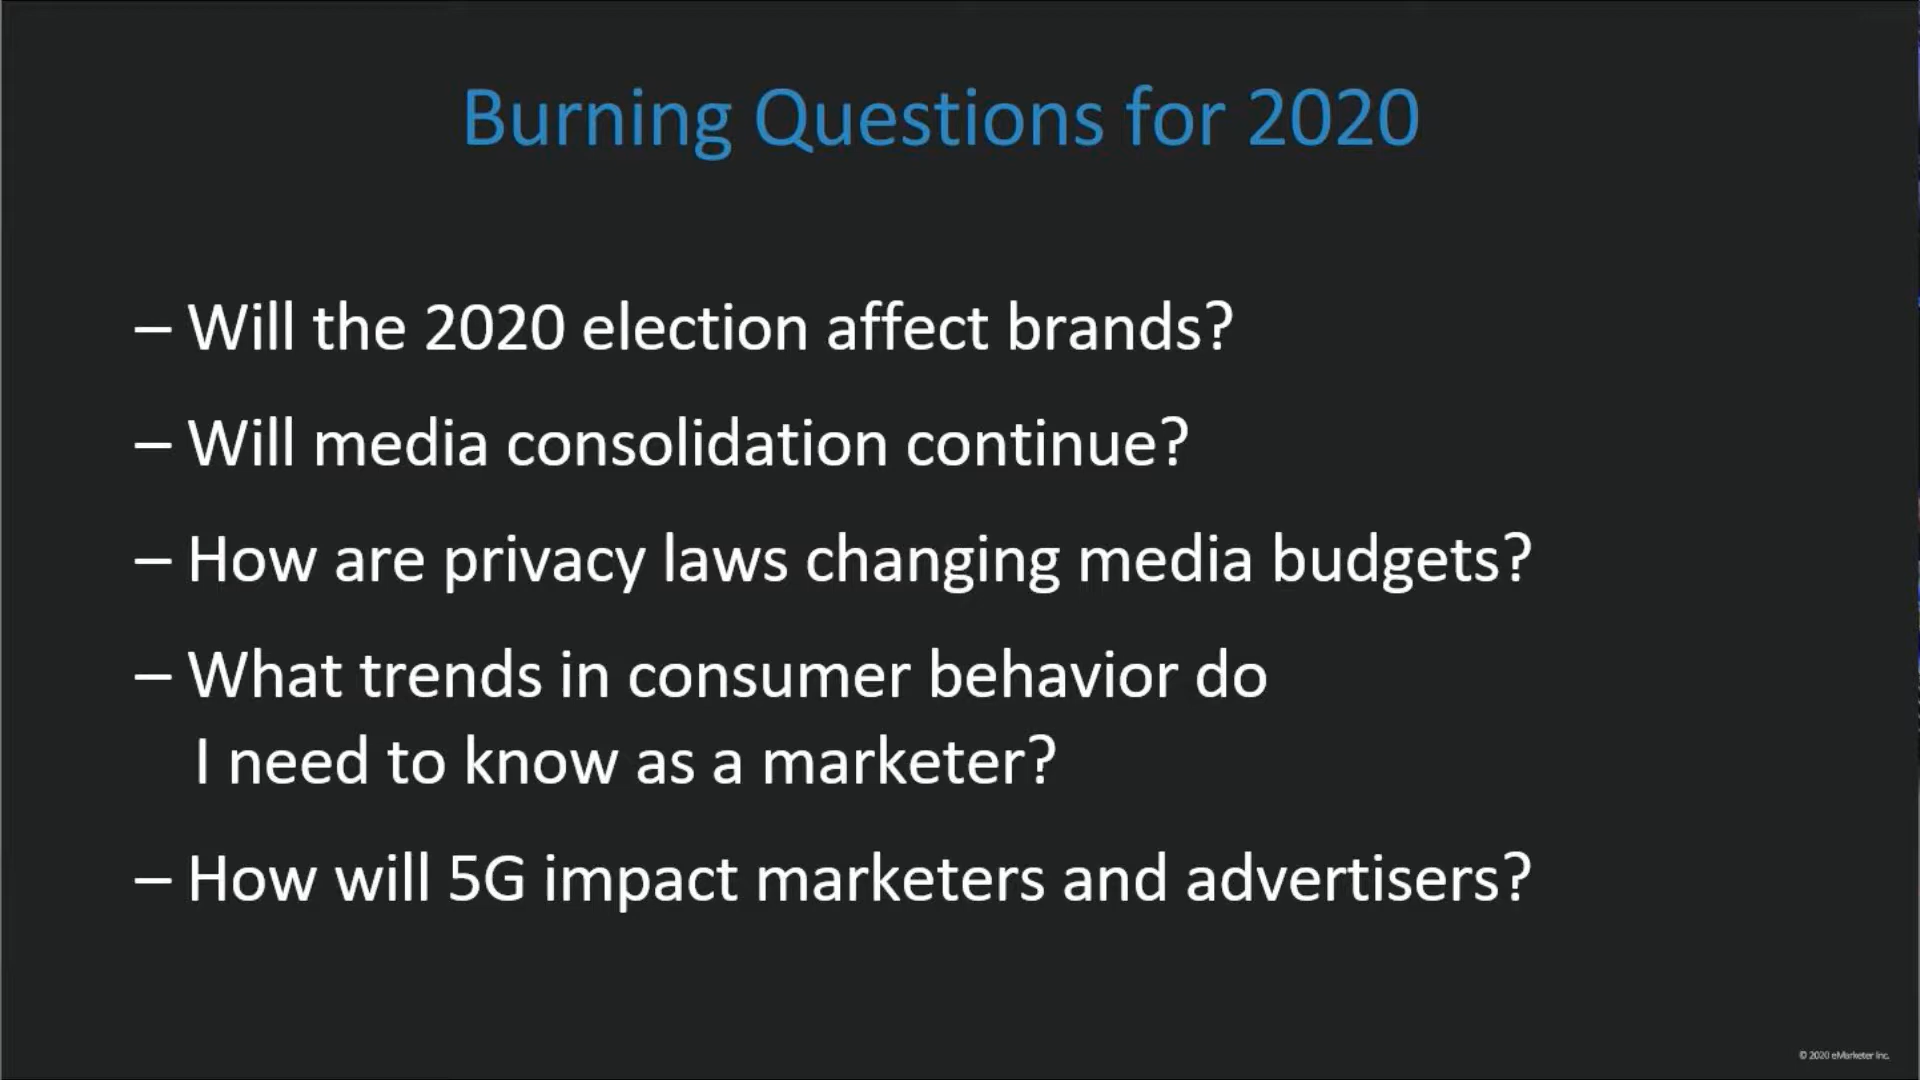 Burning Questions for 2020
– Will the 2020 election affect brands?
– Will media consolidation continue?
– How are privacy laws changing media budgets?
– What trends in consumer behavior do
I need to know as a marketer?
– How will 5G impact marketers and advertisers?
© 2020 eMarketer Inc.